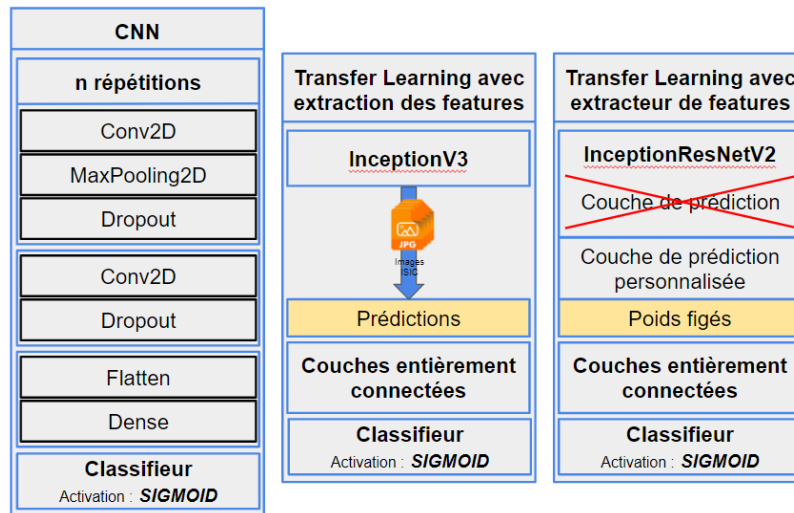 CNN
n répétitions
Conv2D
MaxPooling2D
Dropout
Conv2D
Dropout
Flatten
Dense
Classifieur
Activation : SIGMOID
Transfer Learning avec
extraction des features
InceptionV3
JPG
Images
ISIC
Prédictions
Couches entièrement
connectées
Classifieur
Activation : SIGMOID
Transfer Learning avec
extracteur de features
InceptionResNetV2
Couche de prédiction
Couche de prédiction
personnalisée
Poids figés
Couches entièrement
connectées
Classifieur
Activation : SIGMOID